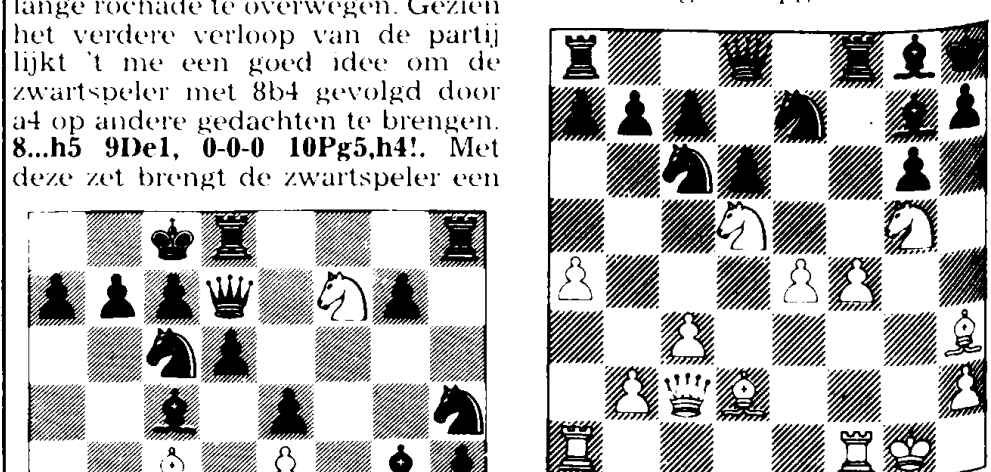 lange rochade te overwegen. Gezien
het verdere verloop van de partij
lijkt 't me een goed idee om de
zwartspeler met 8b4 gevolgd door
a4 op andere gedachten te brengen.
8...h5 9De1, 0-0-0 10Pg5,h4!. Met
deze zet brengt de zwartspeler een